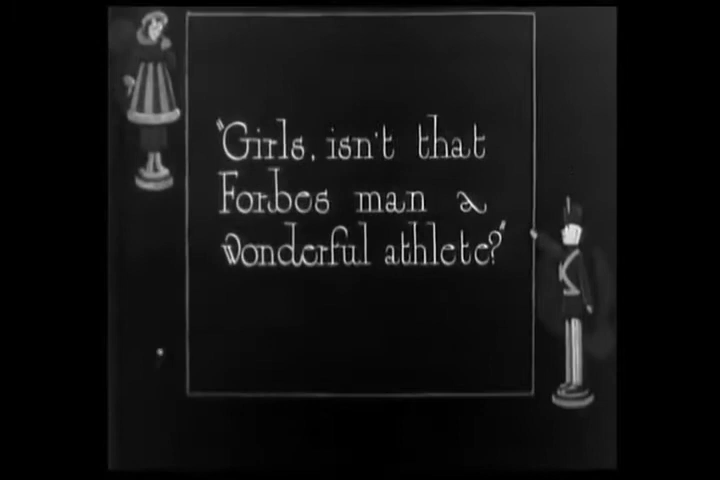 "Girls, isn't that
Forbes man a
wonderful athlete?"